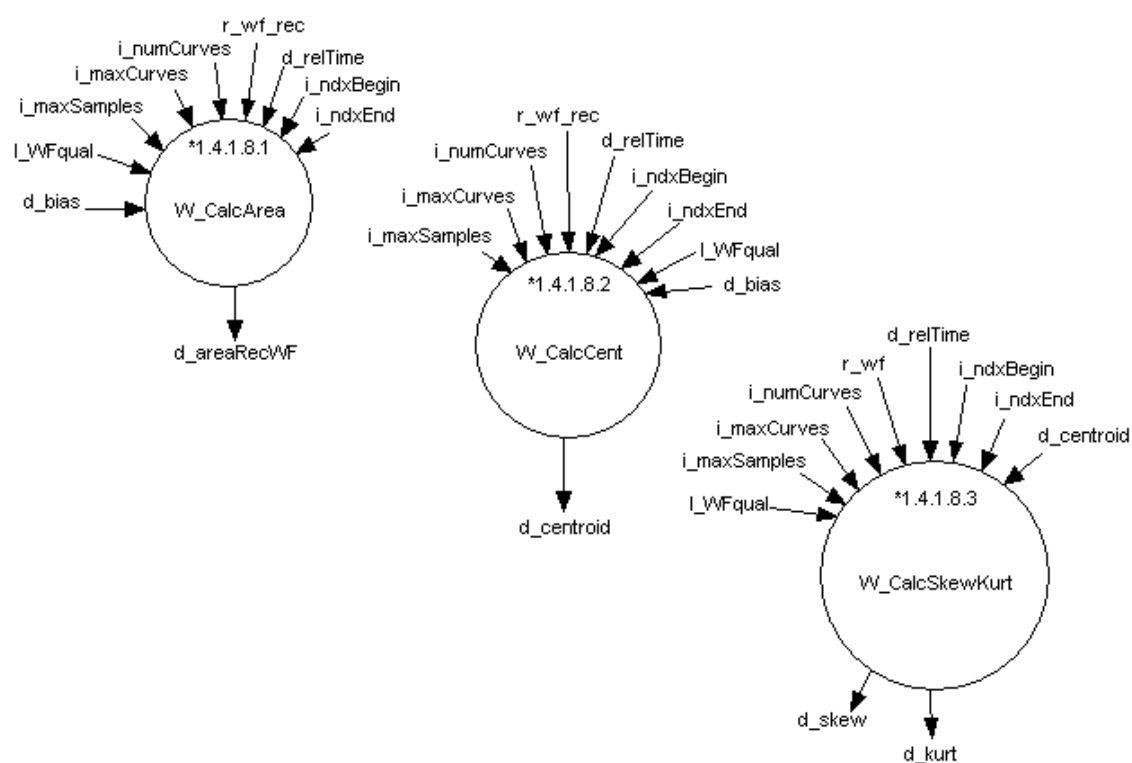 r_wf_rec
i_numCurves
d_relTime
i_maxCurves
i_ndxBegin
i_maxSamples
i_ndxEnd
*1.4.1.8.1
l_WFqual
d_bias
W_CalcArea
d_areaRecWF
r_wf_rec
d_relTime
i_numCurves
i_ndxBegin
i_maxCurves
i_ndxEnd
i_maxSamples
l_WFqual
*1.4.1.8.2
d_bias
W_CalcCent
d_centroid
d_relTime
r_wf
i_ndxBegin
i_numCurves
i_ndxEnd
i_maxCurves
d_centroid
i_maxSamples
l_WFqual
*1.4.1.8.3
W_CalcSkewKurt
d_skew
d_kurt